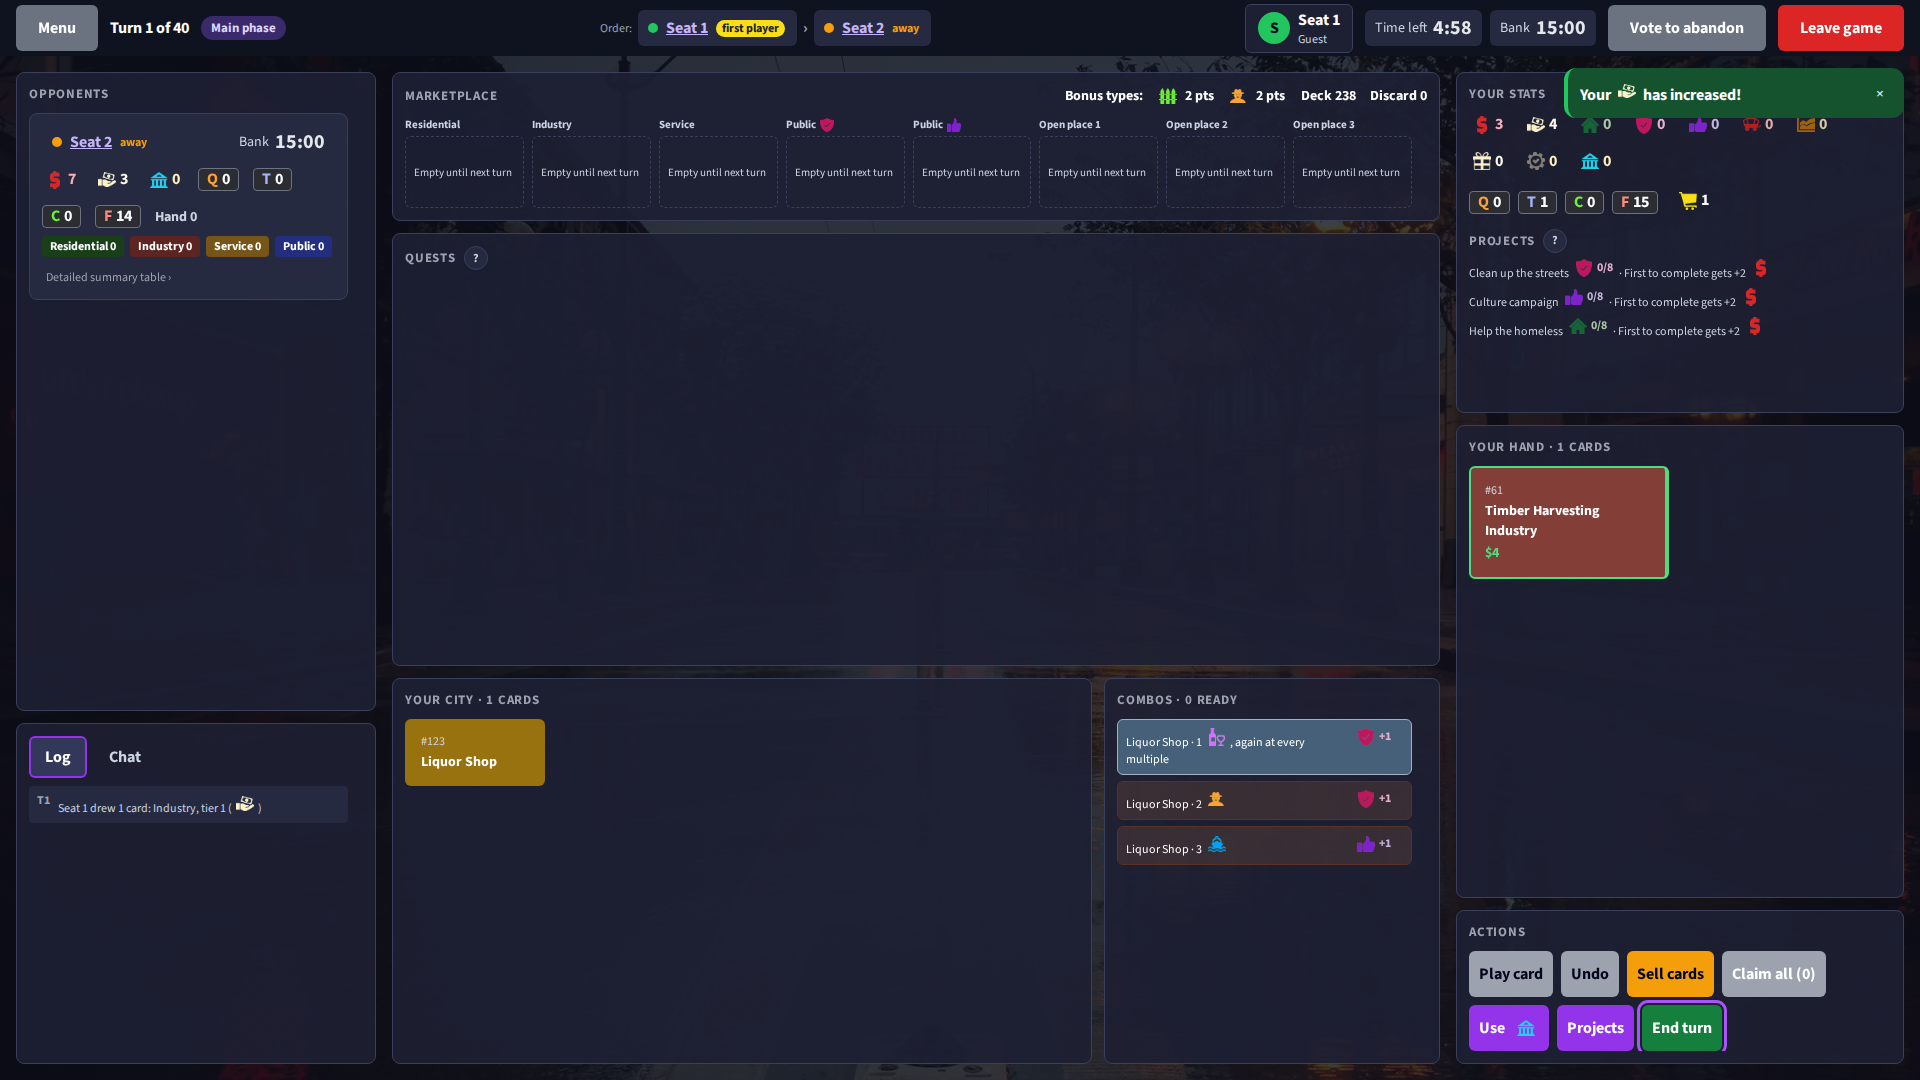 Menu
Turn 1 of 40
Main phase
Order:
Seat 1 first player
›
Seat 2 away
S
Seat 1
Guest
Time left 4:58
Bank 15:00
Vote to abandon
Leave game
OPPONENTS
Seat 2 away
Bank 15:00
7 3 0 Q 0 T 0
C 0 F 14 Hand 0
Residential 0 Industry 0 Service 0 Public 0
Detailed summary table ›
Log
Chat
T1 Seat 1 drew 1 card: Industry, tier 1 ( )
MARKETPLACE
Bonus types: 2 pts 2 pts Deck 238 Discard 0
Residential Industry Service Public Public Open place 1 Open place 2 Open place 3
Empty until next turn Empty until next turn Empty until next turn Empty until next turn Empty until next turn Empty until next turn Empty until next turn Empty until next turn
QUESTS ?
YOUR CITY · 1 CARDS
#123
Liquor Shop
COMBOS · 0 READY
Liquor Shop · 1 , again at every
multiple
+1
Liquor Shop · 2 +1
Liquor Shop · 3 +1
YOUR STATS
Your has increased!
×
3 4 0 0 0 0 0
0 0 0
Q 0 T 1 C 0 F 15 1
PROJECTS ?
Clean up the streets 0/8 · First to complete gets +2
Culture campaign 0/8 · First to complete gets +2
Help the homeless 0/8 · First to complete gets +2
YOUR HAND · 1 CARDS
#61
Timber Harvesting
Industry
$4
ACTIONS
Play card
Undo
Sell cards
Claim all (0)
Use
Projects
End turn